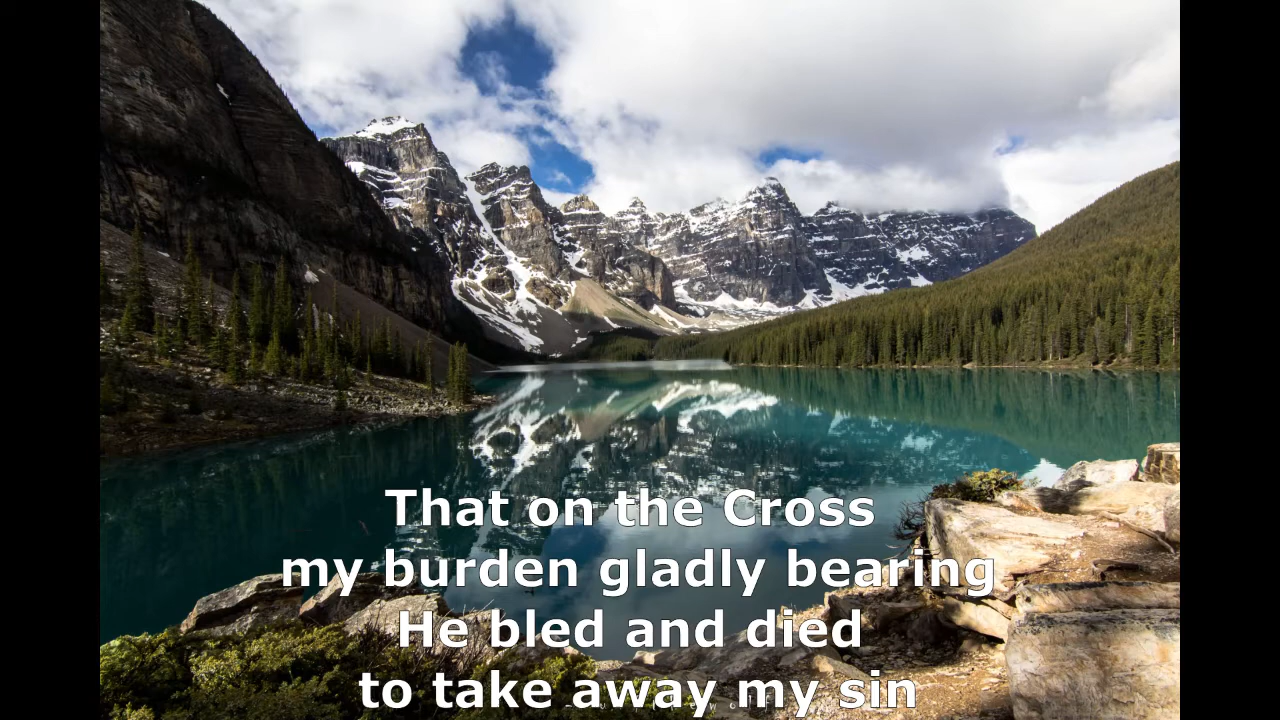 That on the Cross
my burden gladly bearing
He bled and died
to take away my sin